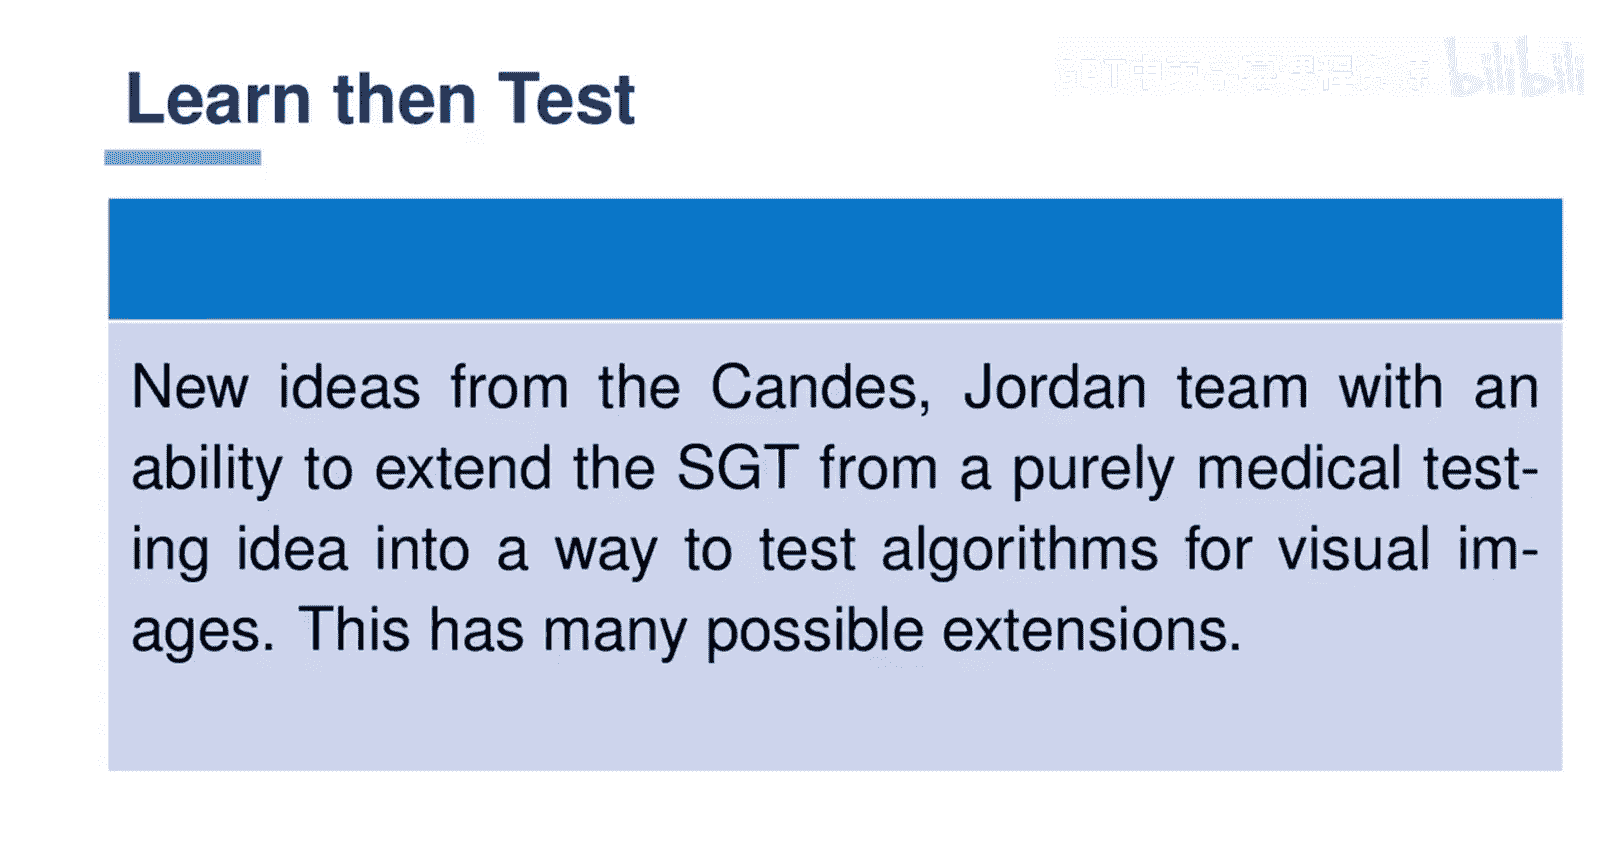 Learn then Test
bilibili
New ideas from the Candes, Jordan team with an
ability to extend the SGT from a purely medical test-
ing idea into a way to test algorithms for visual im-
ages. This has many possible extensions.